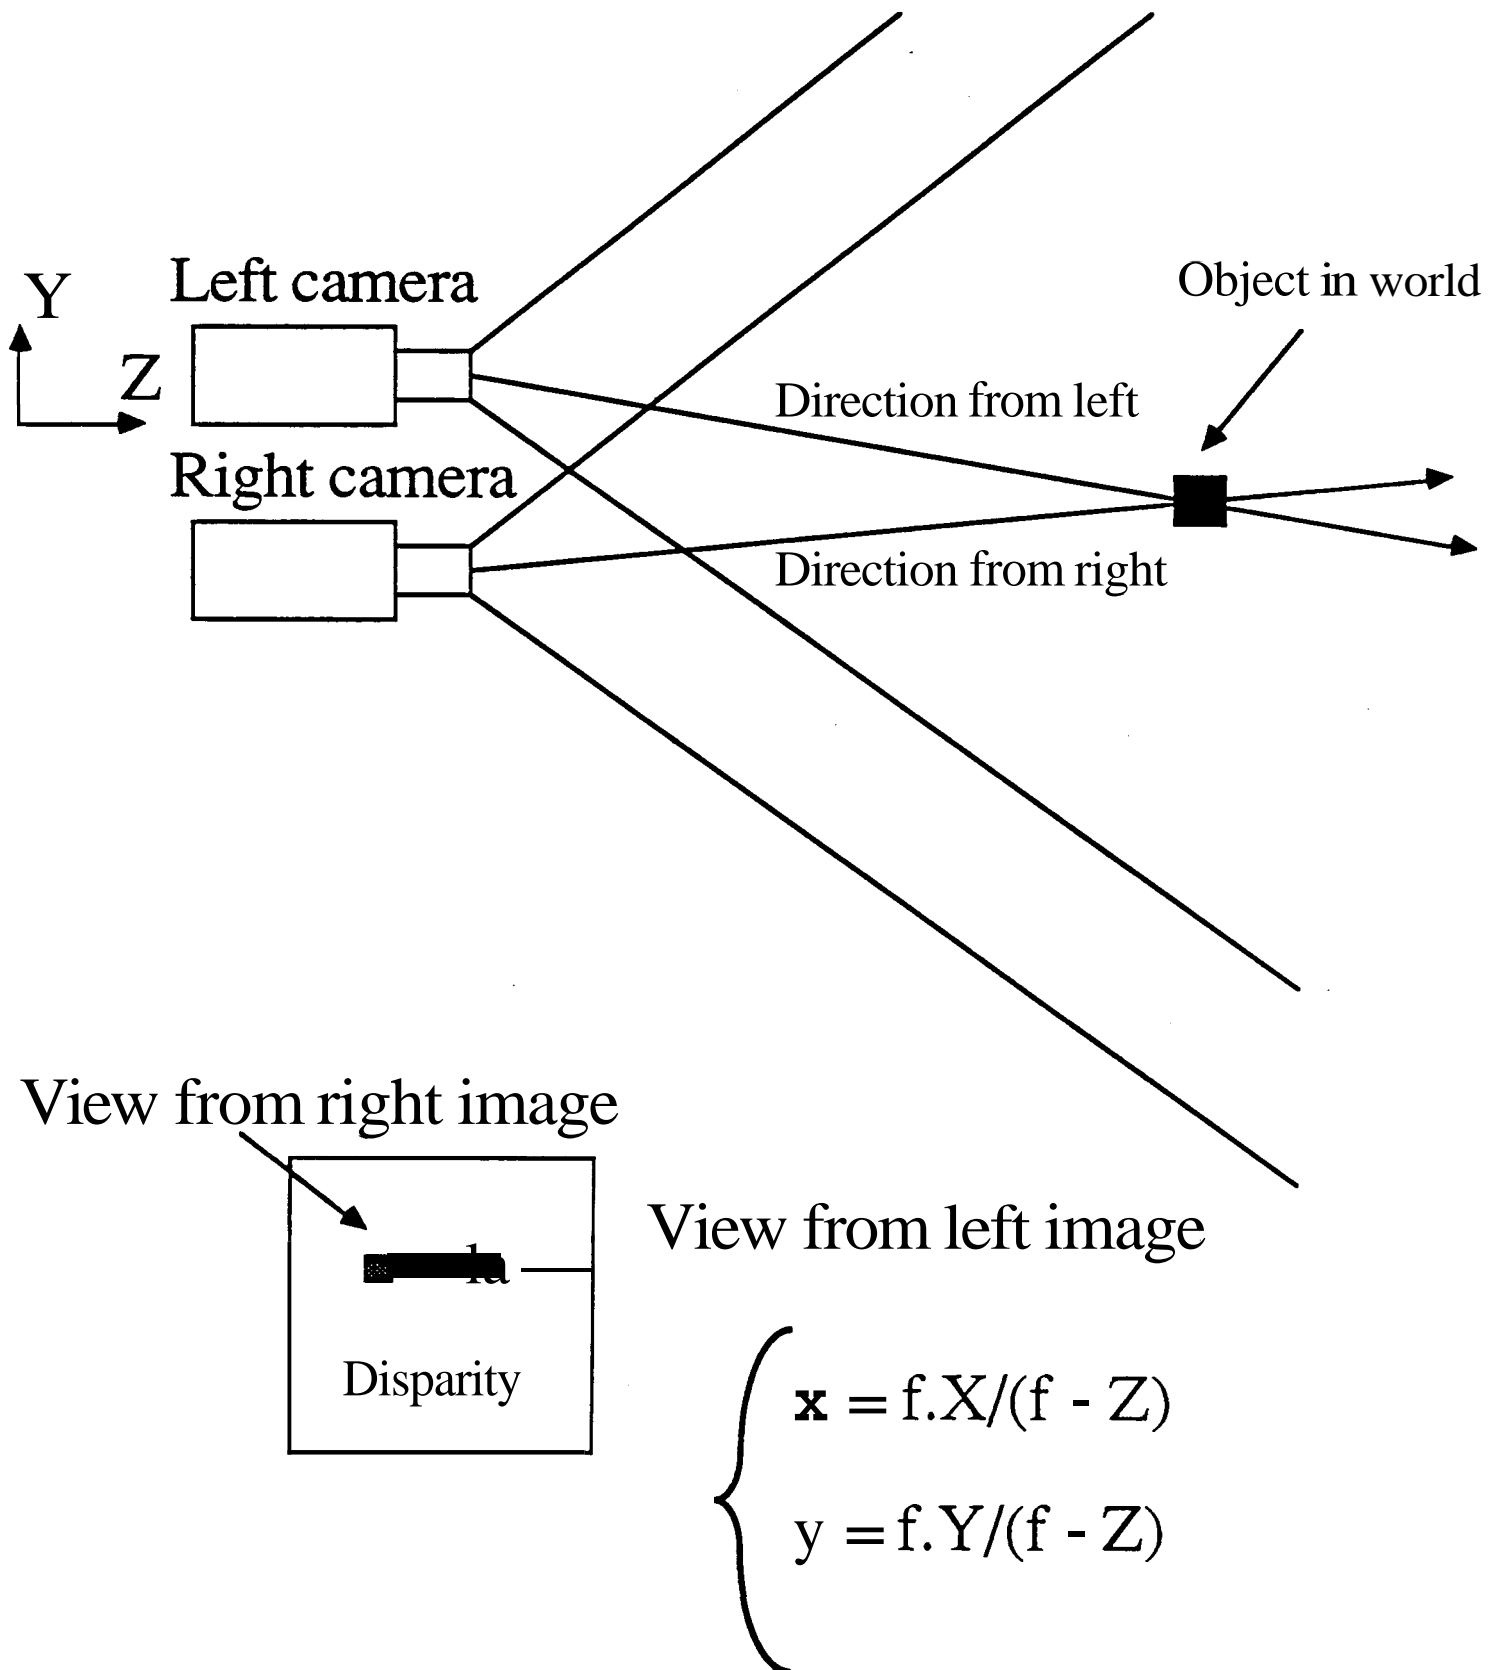 Y
Left camera
Object in world
Z
Direction from left
Right camera
Direction from right
View from right image
View from left image
Disparity
x = f.X/(f - Z)
y = f.Y/(f - Z)